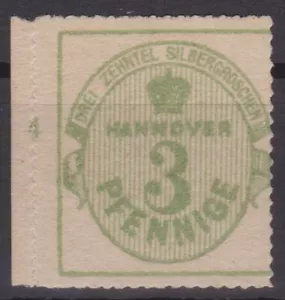 DREI ZEHNTEL SILBERGROSCHEN
HANNOVER
4
3
PFENNIGE